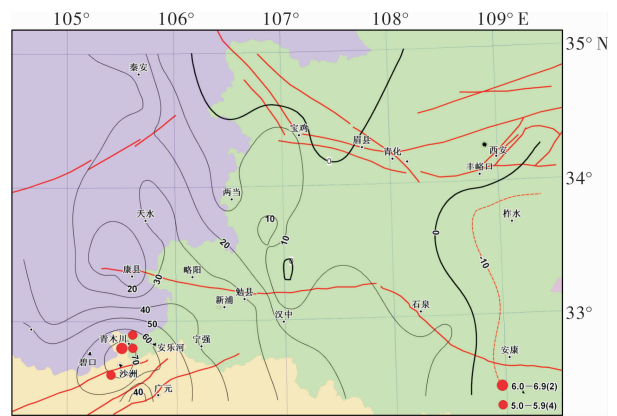 105°
106°
107°
108°
109° E
35° N
秦安
宝鸡
眉县
青化
西安
丰峪口
0
34°
两当
天水
柞水
10
10
20
0
0
-10
30
康县
略阳
20
勉县
新浦
石泉
40
汉中
33°
50
青木川
60
安乐河
宁强
碧口
70
安康
沙洲
40
广元
6.0－6.9(2)
5.0－5.9(4)